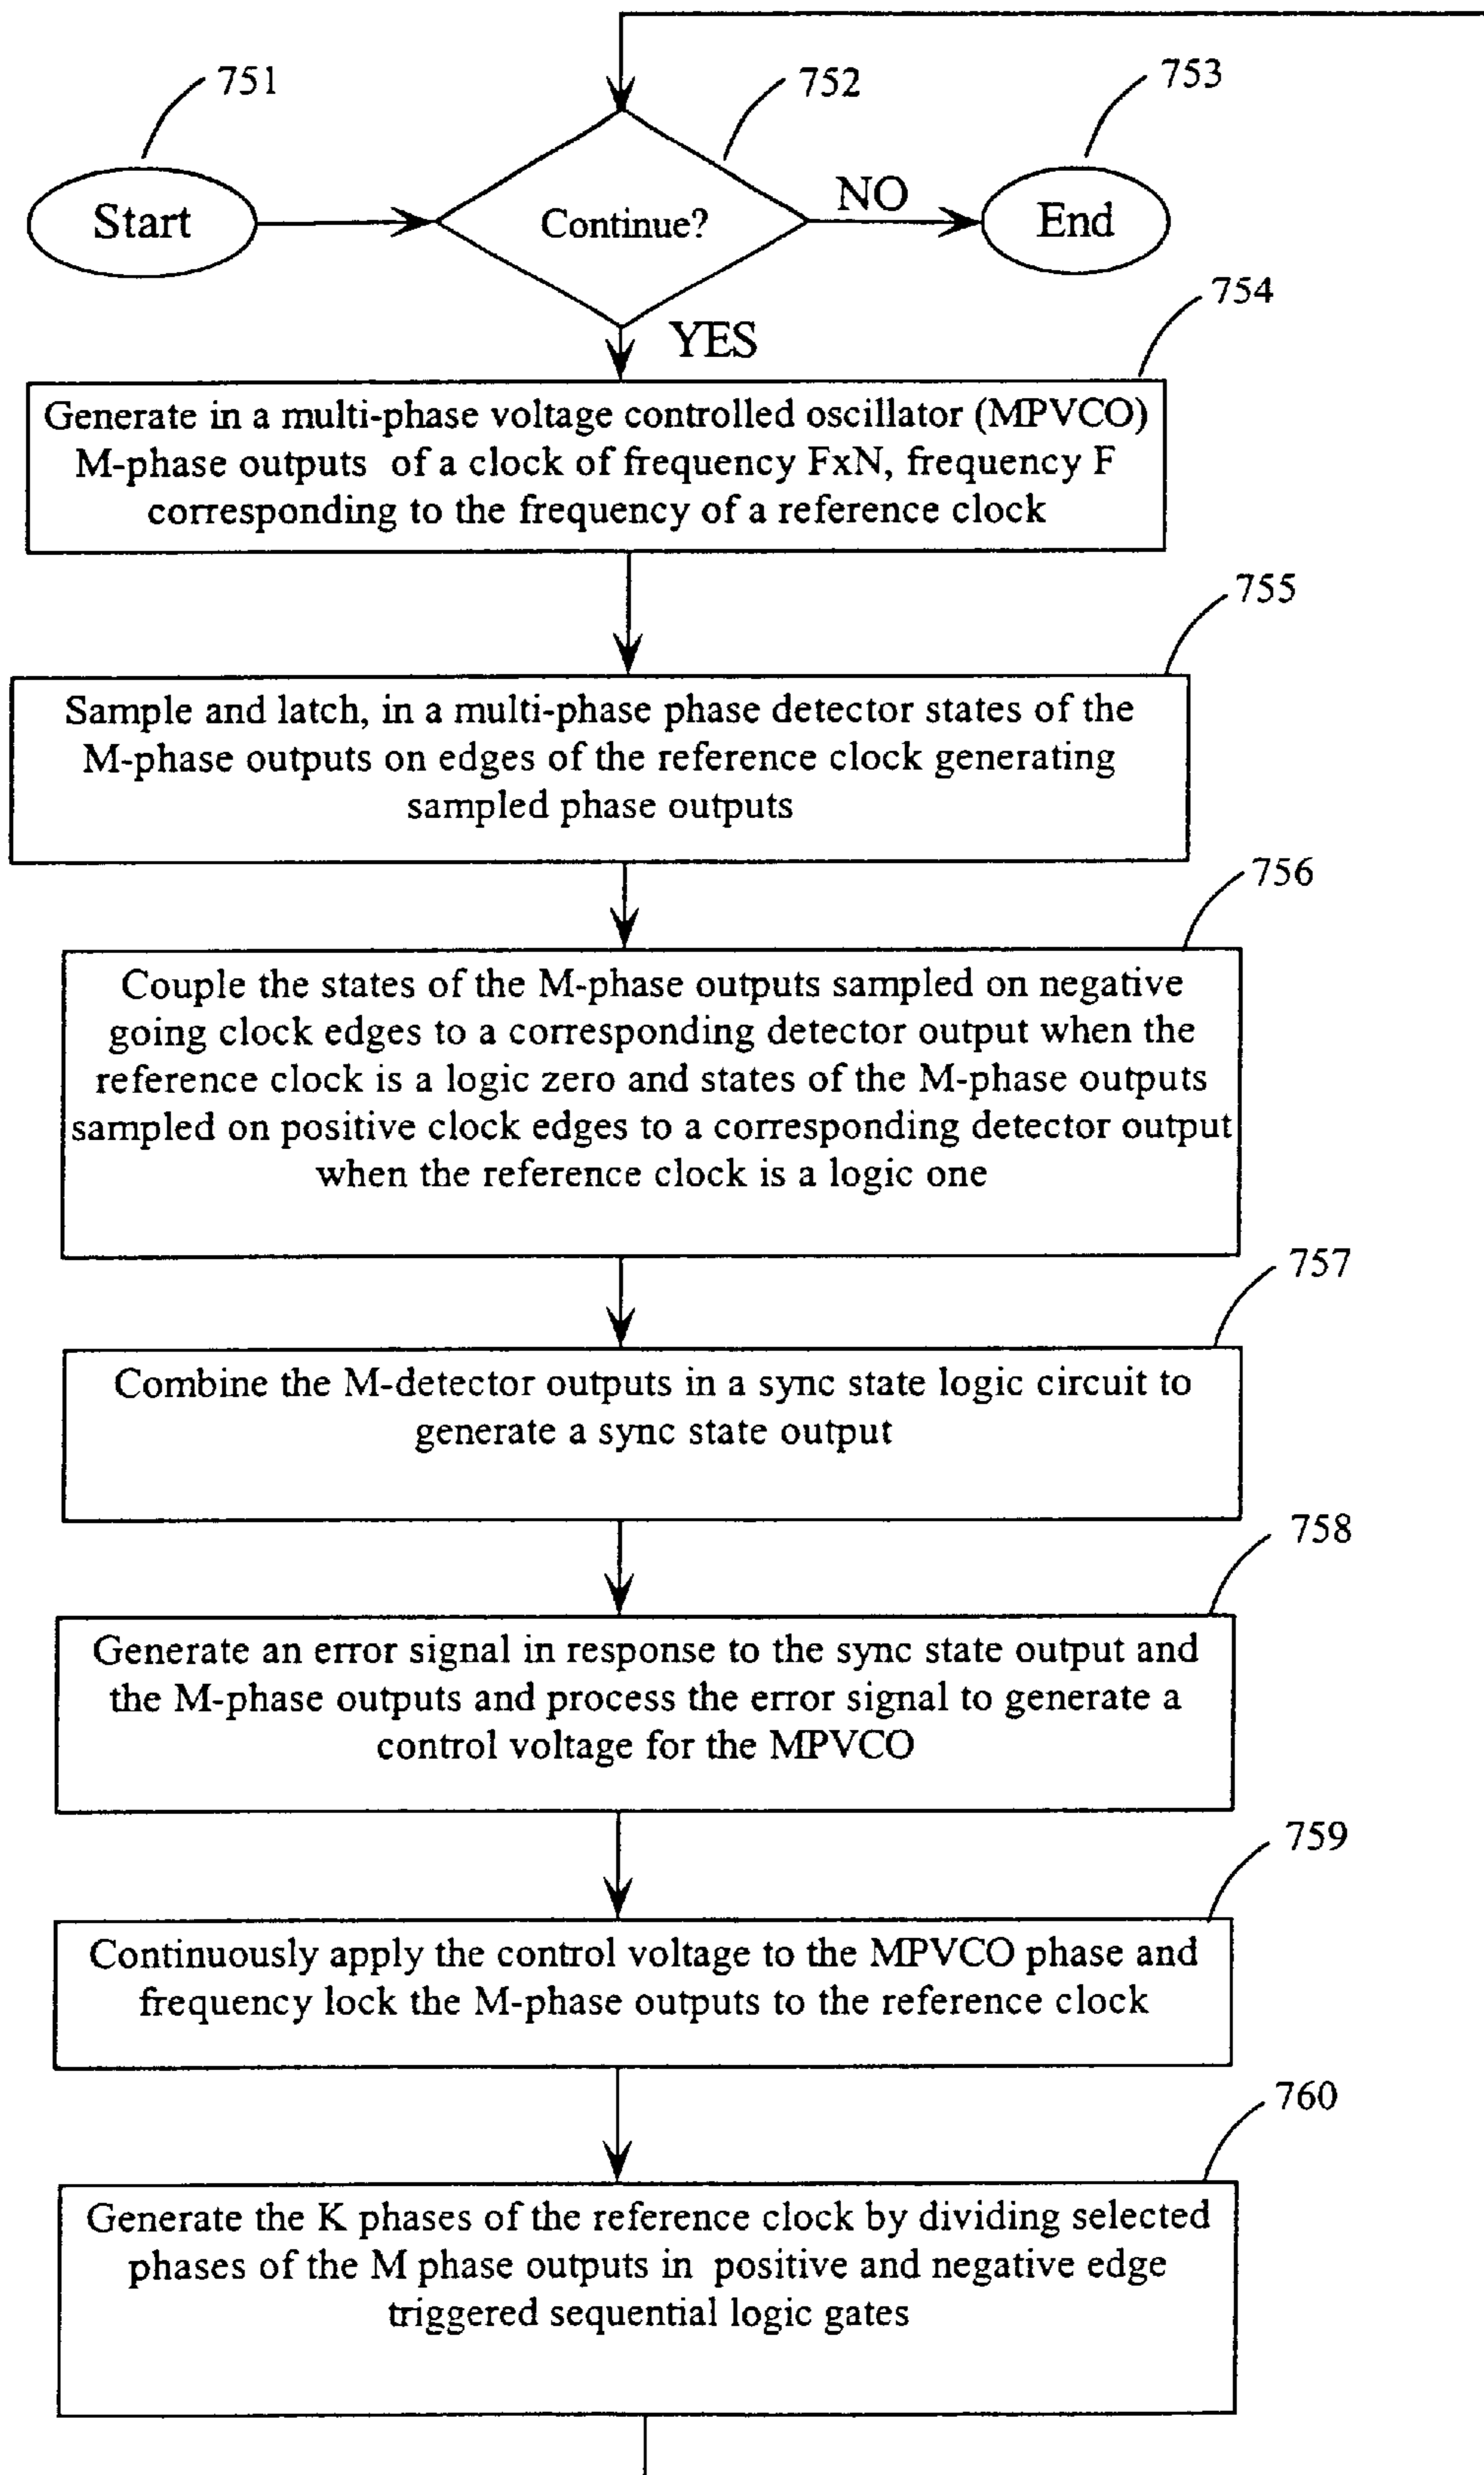 751
752
753
Start
Continue?
NO
End
754
YES
Generate in a multi-phase voltage controlled oscillator (MPVCO)
M-phase outputs of a clock of frequency FxN, frequency F
corresponding to the frequency of a reference clock
755
Sample and latch, in a multi-phase phase detector states of the
M-phase outputs on edges of the reference clock generating
sampled phase outputs
756
Couple the states of the M-phase outputs sampled on negative
going clock edges to a corresponding detector output when the
reference clock is a logic zero and states of the M-phase outputs
sampled on positive clock edges to a corresponding detector output
when the reference clock is a logic one
757
Combine the M-detector outputs in a sync state logic circuit to
generate a sync state output
758
Generate an error signal in response to the sync state output and
the M-phase outputs and process the error signal to generate a
control voltage for the MPVCO
759
Continuously apply the control voltage to the MPVCO phase and
frequency lock the M-phase outputs to the reference clock
760
Generate the K phases of the reference clock by dividing selected
phases of the M phase outputs in positive and negative edge
triggered sequential logic gates